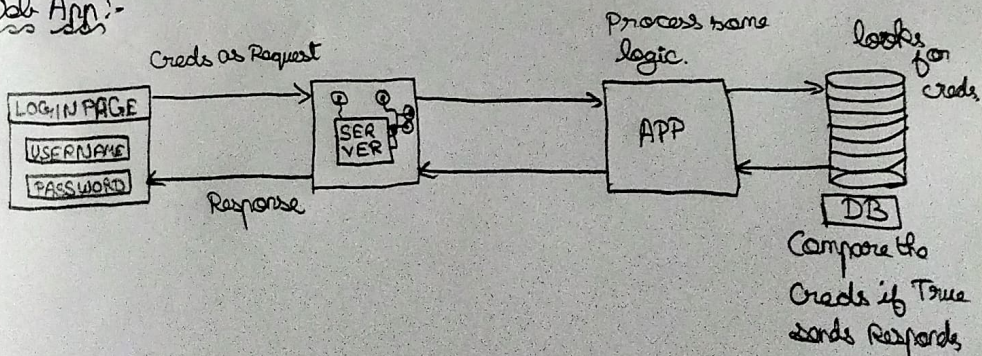 App:-
Creds as Request
Process some
logic.
looks
for
creds,
LOGIN PAGE
USERNAME
PASSWORD
SER
VER
APP
Response
DB
Compare the
Creds if True
sends Responds,